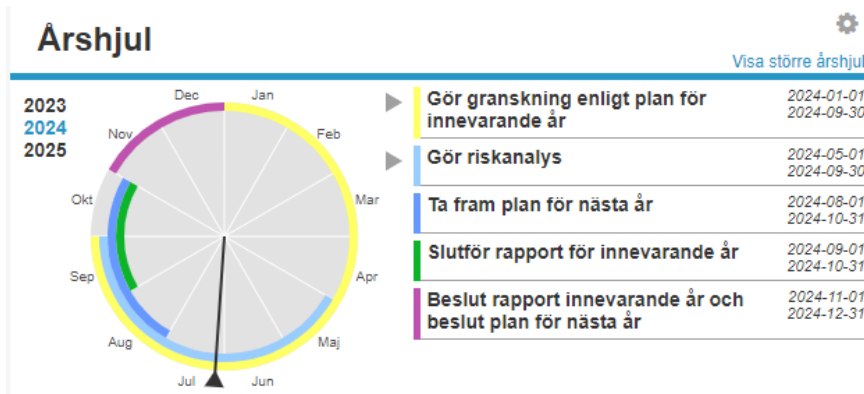 Årshjul
Visa större årshjul
2023
2024
2025
Dec
Jan
Nov
Feb
Okt
Mar
Sep
Apr
Aug
Maj
Jul
Jun
Gör granskning enligt plan för
innevarande år
2024-01-01
2024-09-30
Gör riskanalys
2024-05-01
2024-09-30
Ta fram plan för nästa år
2024-08-01
2024-10-31
Slutför rapport för innevarande år
2024-09-01
2024-10-31
Beslut rapport innevarande år och
beslut plan för nästa år
2024-11-01
2024-12-31